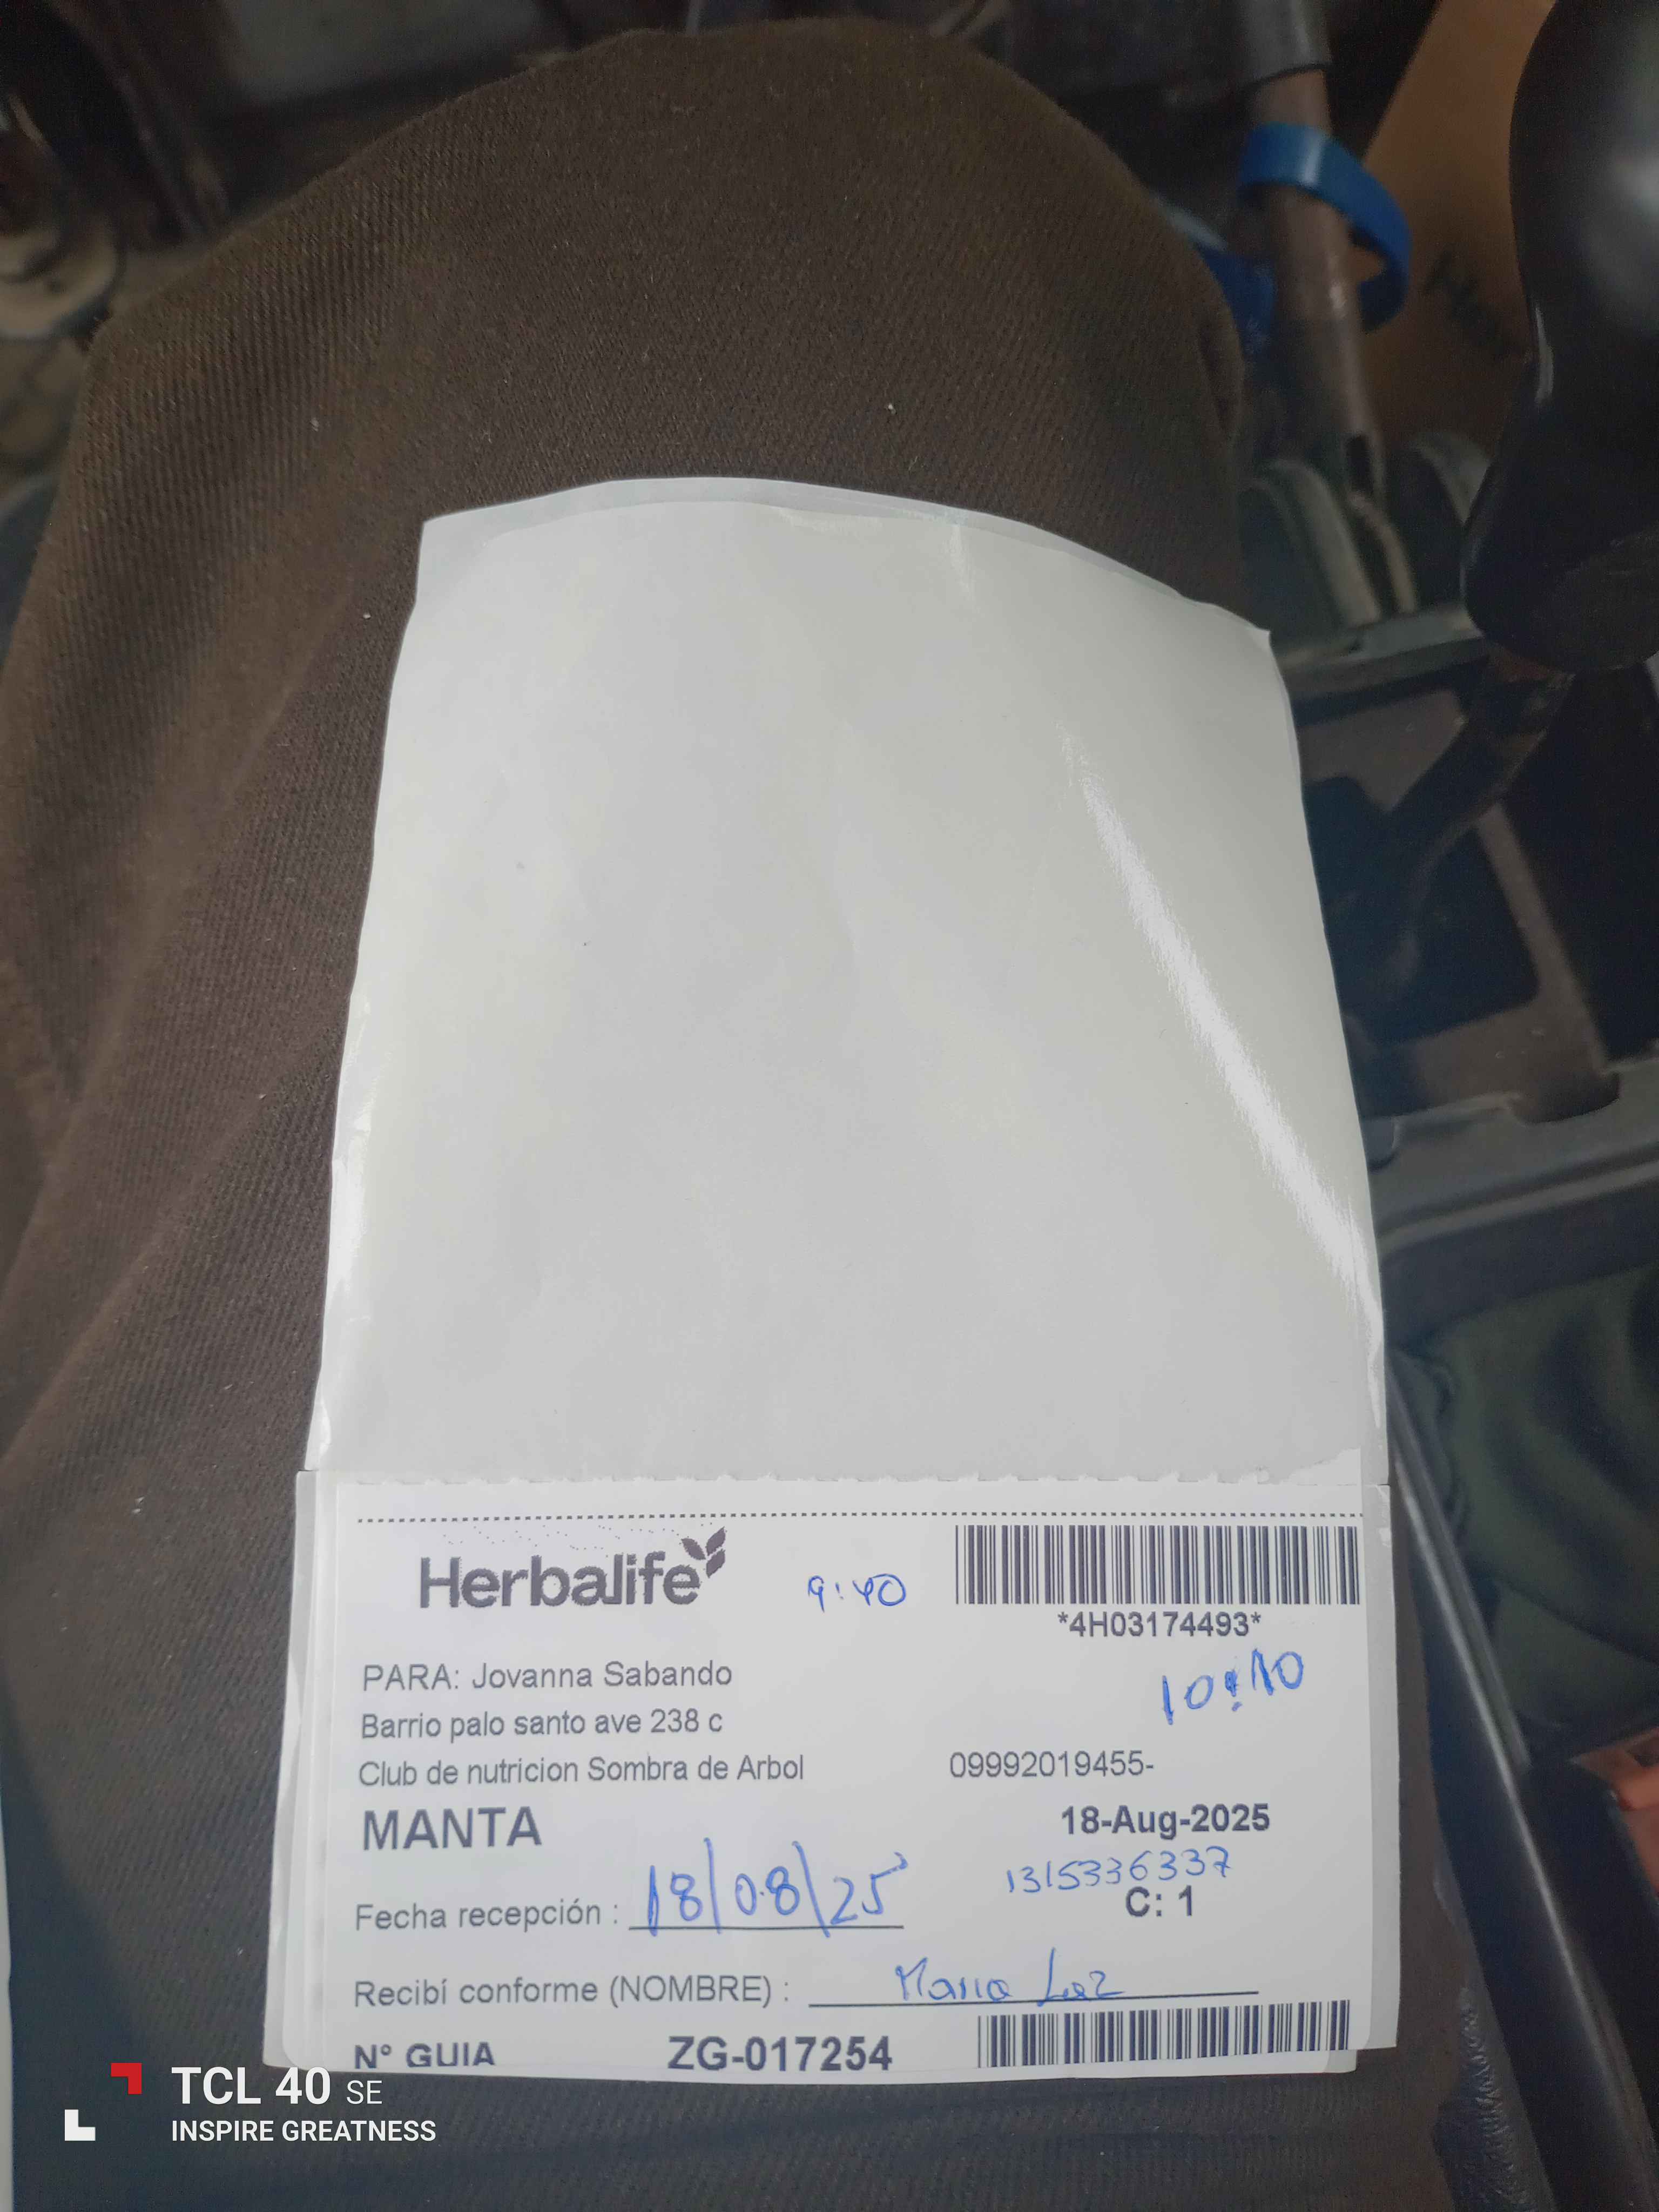 Herbalife
9:40
*4H03174493*
PARA: Jovanna Sabando
10:10
Barrio palo santo ave 238 c
Club de nutricion Sombra de Arbol 09992019455-
MANTA 18-Aug-2025
1315336337
C: 1
Fecha recepción : 18/08/25
Recibí conforme (NOMBRE) : Maria Luz
N° GUIA ZG-017254
TCL 40 SE
INSPIRE GREATNESS